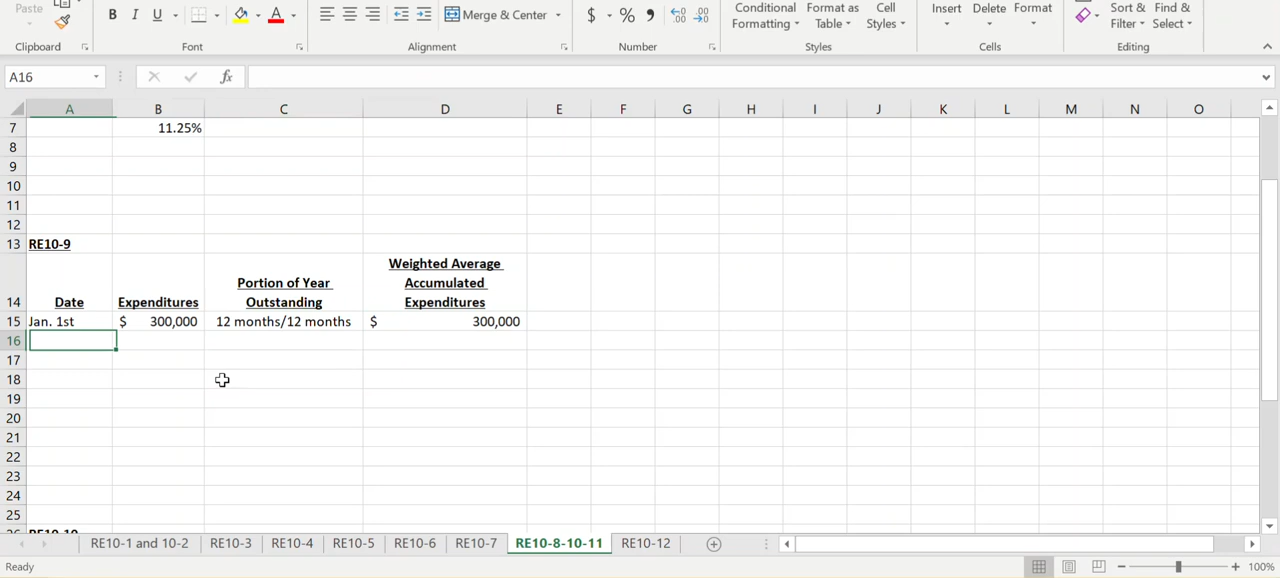 Paste
B I U A
Merge & Center
$ % 9
Conditional Formatting
Format as Table
Cell Styles
Insert Delete Format
Sort & Filter
Find & Select
Clipboard Font Alignment Number Styles Cells Editing
A16 fx
A B C D E F G H I J K L M N O
7 11.25%
8
9
10
11
12
13 RE10-9
14 Date Expenditures Portion of Year Outstanding Weighted Average Accumulated Expenditures
15 Jan. 1st $ 300,000 12 months/12 months $ 300,000
16
17
18
19
20
21
22
23
24
25
26 RE10-10
RE10-1 and 10-2 RE10-3 RE10-4 RE10-5 RE10-6 RE10-7 RE10-8-10-11 RE10-12
Ready 100%